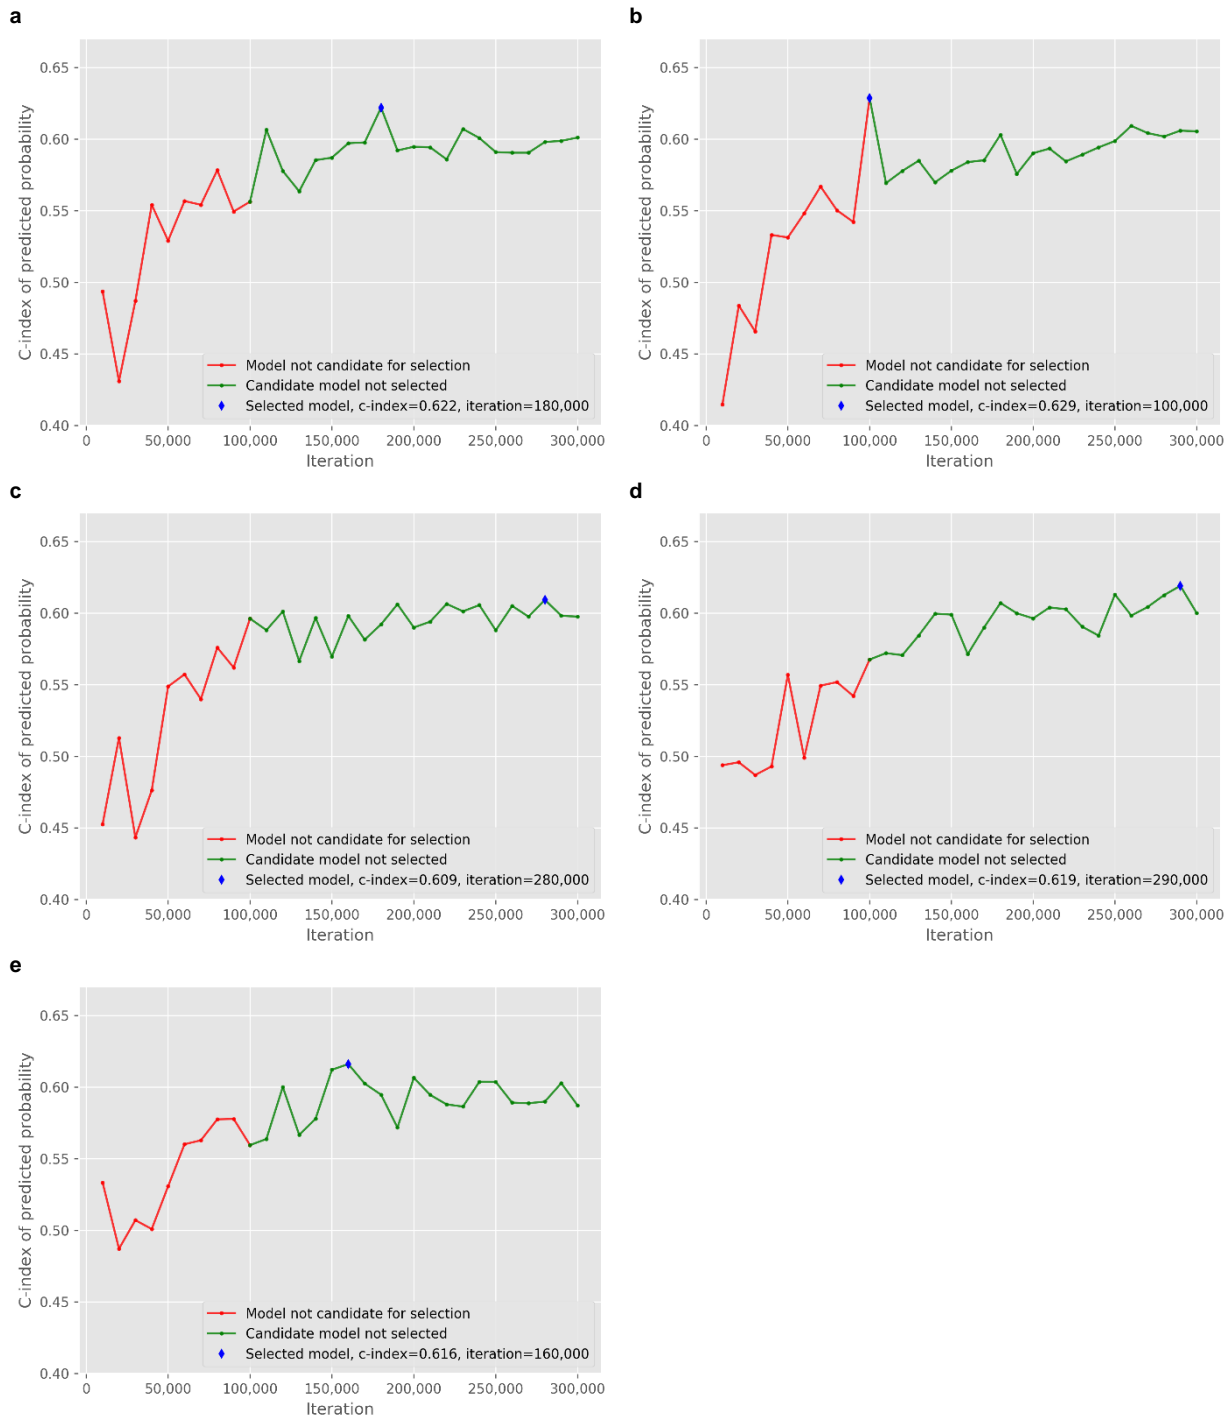 a
C-index of predicted probability
0.65
0.60
0.55
0.50
0.45
0.40
Model not candidate for selection
Candidate model not selected
Selected model, c-index=0.622, iteration=180,000
0 50,000 100,000 150,000 200,000 250,000 300,000
Iteration
b
C-index of predicted probability
0.65
0.60
0.55
0.50
0.45
0.40
Model not candidate for selection
Candidate model not selected
Selected model, c-index=0.629, iteration=100,000
0 50,000 100,000 150,000 200,000 250,000 300,000
Iteration
c
C-index of predicted probability
0.65
0.60
0.55
0.50
0.45
0.40
Model not candidate for selection
Candidate model not selected
Selected model, c-index=0.609, iteration=280,000
0 50,000 100,000 150,000 200,000 250,000 300,000
Iteration
d
C-index of predicted probability
0.65
0.60
0.55
0.50
0.45
0.40
Model not candidate for selection
Candidate model not selected
Selected model, c-index=0.619, iteration=290,000
0 50,000 100,000 150,000 200,000 250,000 300,000
Iteration
e
C-index of predicted probability
0.65
0.60
0.55
0.50
0.45
0.40
Model not candidate for selection
Candidate model not selected
Selected model, c-index=0.616, iteration=160,000
0 50,000 100,000 150,000 200,000 250,000 300,000
Iteration